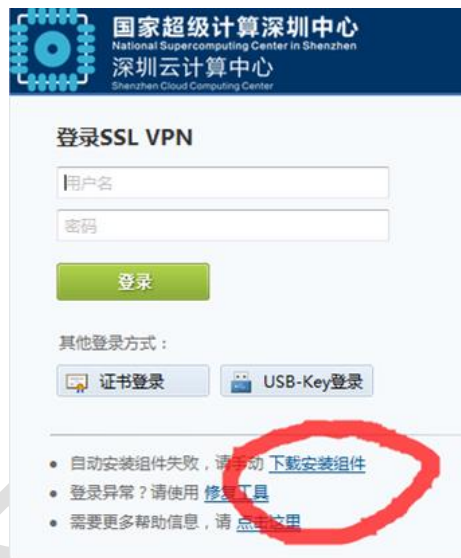 国家超级计算深圳中心
National Supercomputing Center in Shenzhen
深圳云计算中心
Shenzhen Cloud Computing Center
登录SSL VPN
用户名
密码
登录
其他登录方式：
证书登录
USB-Key登录
自动安装组件失败，请手动 下载安装组件
登录异常？请使用 修复工具
需要更多帮助信息，请 点击这里